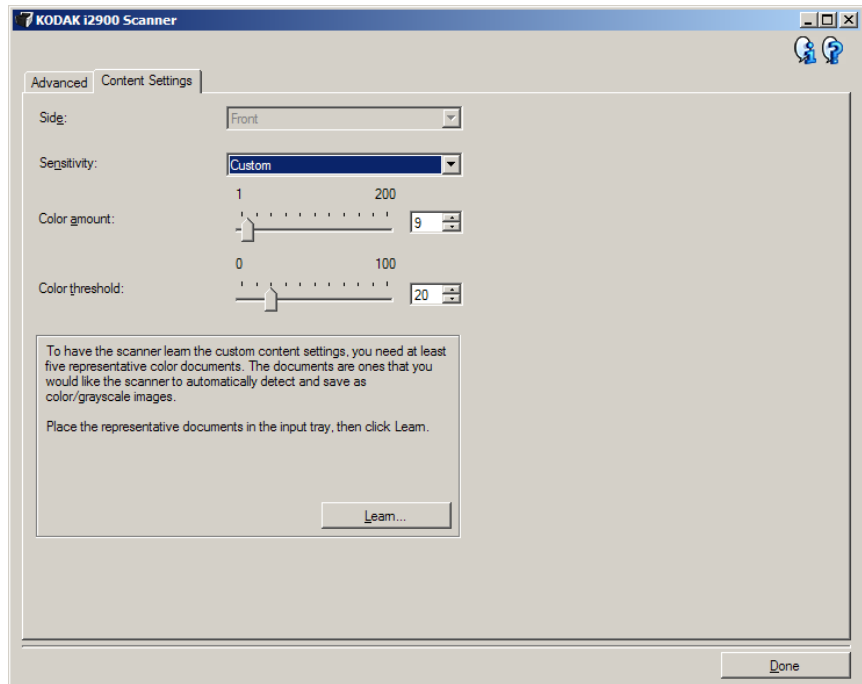 KODAK i2900 Scanner
Advanced
Content Settings
Side:
Front
Sensitivity:
Custom
1 200
Color amount:
9
0 100
Color threshold:
20
To have the scanner learn the custom content settings, you need at least
five representative color documents. The documents are ones that you
would like the scanner to automatically detect and save as
color/grayscale images.
Place the representative documents in the input tray, then click Learn.
Learn...
Done